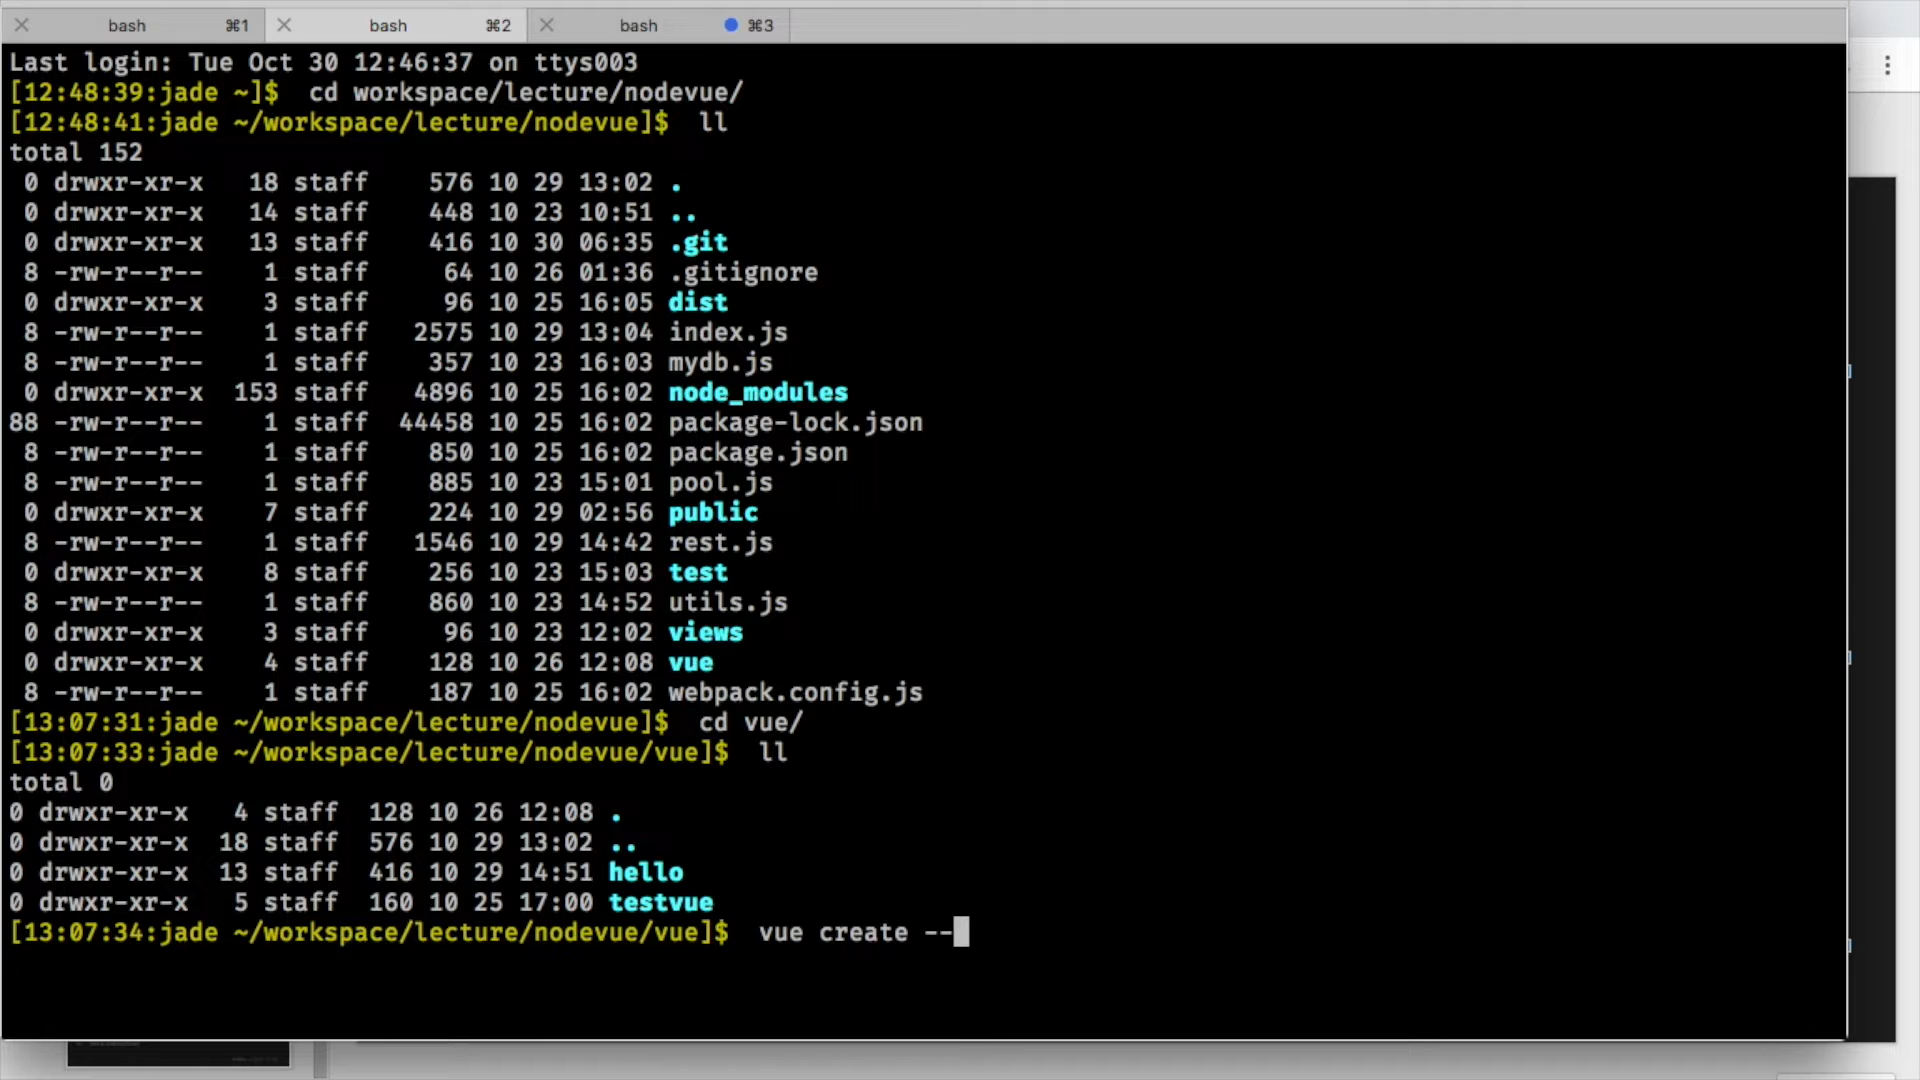 bash ⌘1 bash ⌘2 bash ⌘3
Last login: Tue Oct 30 12:46:37 on ttys003
[12:48:39:jade ~]$  cd workspace/lecture/nodevue/
[12:48:41:jade ~/workspace/lecture/nodevue]$  ll
total 152
 0 drwxr-xr-x   18 staff    576 10 29 13:02 .
 0 drwxr-xr-x   14 staff    448 10 23 10:51 ..
 0 drwxr-xr-x   13 staff    416 10 30 06:35 .git
 8 -rw-r--r--    1 staff     64 10 26 01:36 .gitignore
 0 drwxr-xr-x    3 staff     96 10 25 16:05 dist
 8 -rw-r--r--    1 staff   2575 10 29 13:04 index.js
 8 -rw-r--r--    1 staff    357 10 23 16:03 mydb.js
 0 drwxr-xr-x  153 staff   4896 10 25 16:02 node_modules
88 -rw-r--r--    1 staff  44458 10 25 16:02 package-lock.json
 8 -rw-r--r--    1 staff    850 10 25 16:02 package.json
 8 -rw-r--r--    1 staff    885 10 23 15:01 pool.js
 0 drwxr-xr-x    7 staff    224 10 29 02:56 public
 8 -rw-r--r--    1 staff   1546 10 29 14:42 rest.js
 0 drwxr-xr-x    8 staff    256 10 23 15:03 test
 8 -rw-r--r--    1 staff    860 10 23 14:52 utils.js
 0 drwxr-xr-x    3 staff     96 10 23 12:02 views
 0 drwxr-xr-x    4 staff    128 10 26 12:08 vue
 8 -rw-r--r--    1 staff    187 10 25 16:02 webpack.config.js
[13:07:31:jade ~/workspace/lecture/nodevue]$  cd vue/
[13:07:33:jade ~/workspace/lecture/nodevue/vue]$  ll
total 0
0 drwxr-xr-x   4 staff  128 10 26 12:08 .
0 drwxr-xr-x  18 staff  576 10 29 13:02 ..
0 drwxr-xr-x  13 staff  416 10 29 14:51 hello
0 drwxr-xr-x   5 staff  160 10 25 17:00 testvue
[13:07:34:jade ~/workspace/lecture/nodevue/vue]$  vue create --